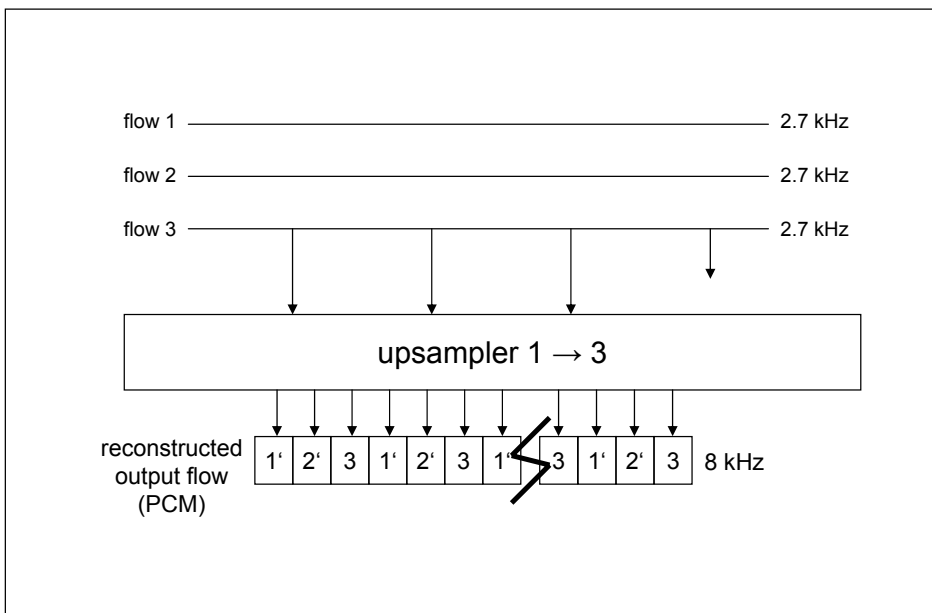 flow 1 2.7 kHz
flow 2 2.7 kHz
flow 3 2.7 kHz
upsampler 1 → 3
reconstructed
output flow
(PCM)
1‘ 2‘ 3 1‘ 2‘ 3 1‘ 3 1‘ 2‘ 3 8 kHz